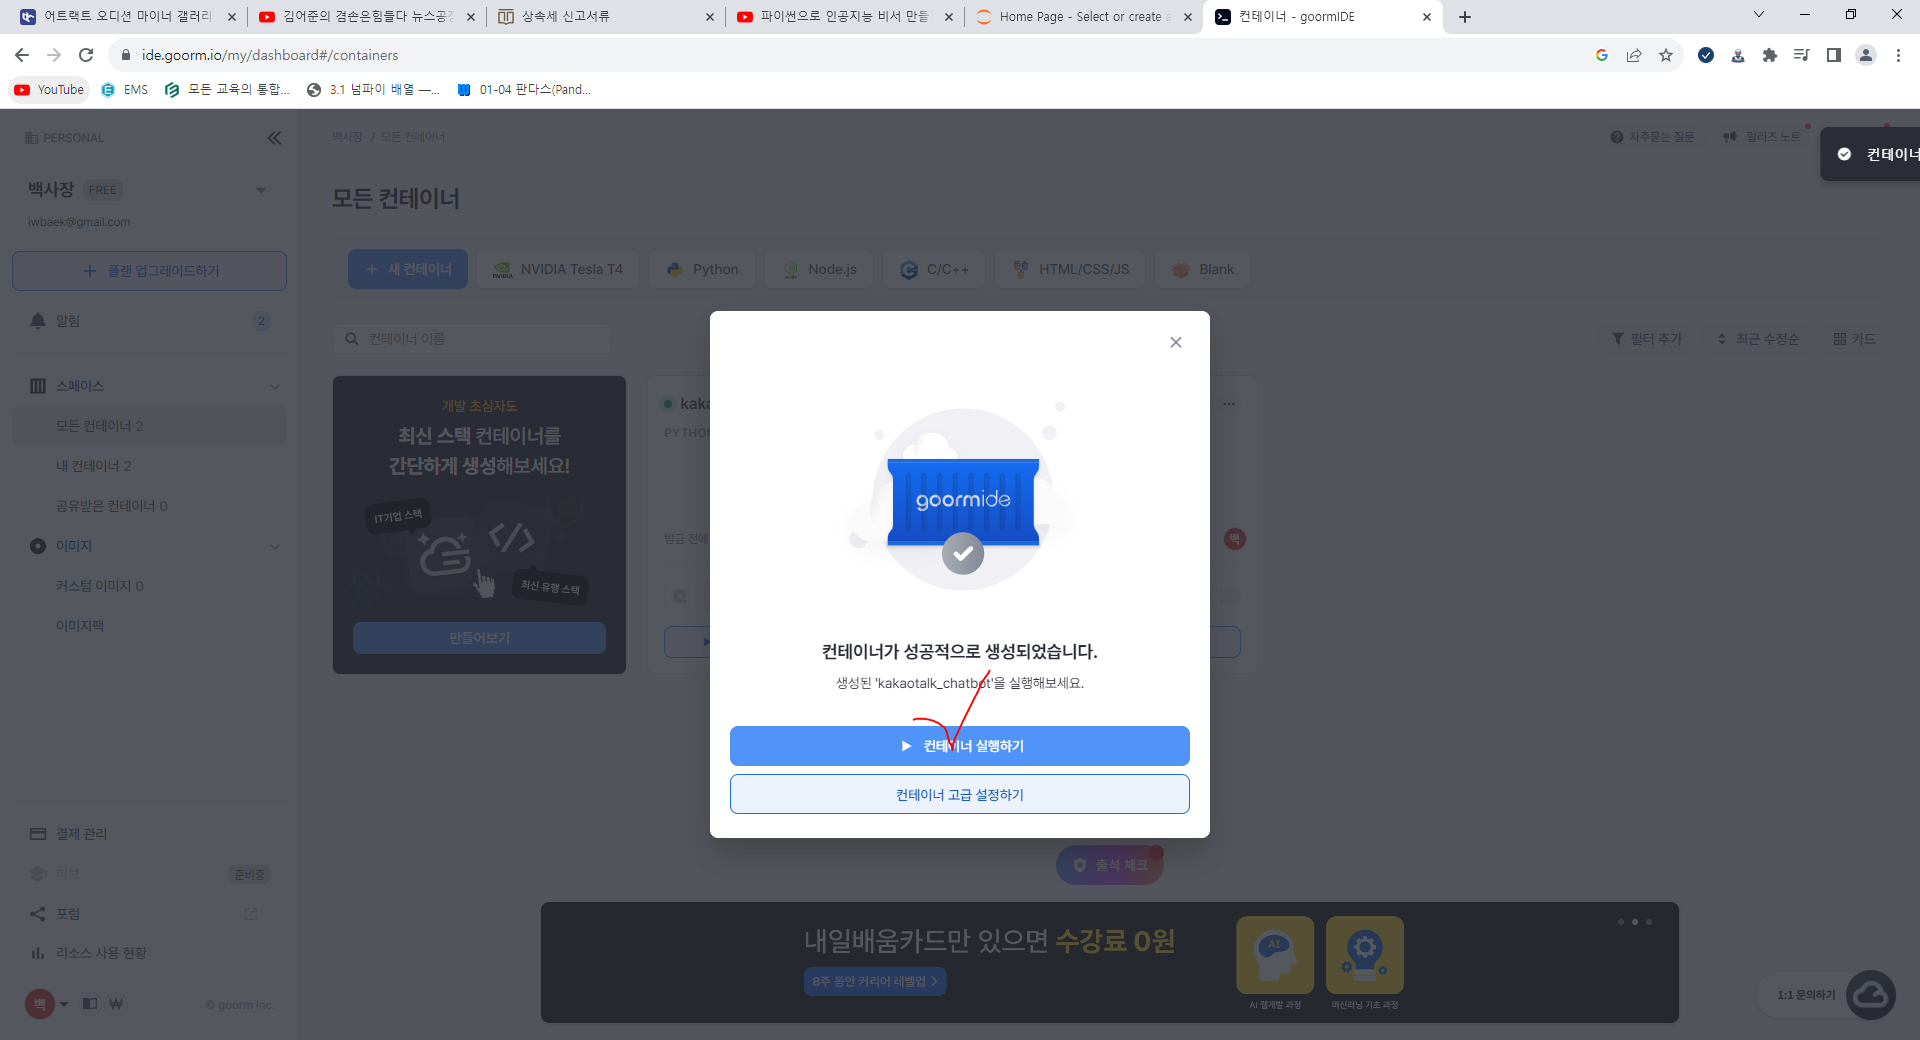 어트랙트 오디션 마이너 갤러리
김어준의 겸손은힘들다 뉴스공장
상속세 신고서류
파이썬으로 인공지능 비서 만들
Home Page - Select or create a
컨테이너 - goormIDE
ide.goorm.io/my/dashboard#/containers
YouTube
EMS
모든 교육의 통합...
3.1 넘파이 배열 —...
01-04 판다스(Pand...
PERSONAL
백사장 / 모든 컨테이너
자주묻는 질문
릴리즈 노트
컨테이너
백사장 FREE
iwbaek@gmail.com
모든 컨테이너
+ 플랜 업그레이드하기
+ 새 컨테이너
NVIDIA Tesla T4
Python
Node.js
C/C++
HTML/CSS/JS
Blank
알림 2
컨테이너 이름
필터 추가
최근 수정순
카드
스페이스
모든 컨테이너 2
내 컨테이너 2
공유받은 컨테이너 0
이미지
커스텀 이미지 0
이미지팩
개발 초심자도
최신 스택 컨테이너를
간단하게 생성해보세요!
IT기업 스택
최신 유행 스택
만들어보기
kaka
PYTHON
방금 전에
백
goormide
컨테이너가 성공적으로 생성되었습니다.
생성된 'kakaotalk_chatbot'을 실행해보세요.
컨테이너 실행하기
컨테이너 고급 설정하기
출석 체크
결제 관리
허브 준비중
포럼
리소스 사용 현황
백
₩
© goorm Inc.
내일배움카드만 있으면 수강료 0원
8주 동안 커리어 레벨업 >
AI
AI 웹개발 과정
머신러닝 기초 과정
1:1 문의하기